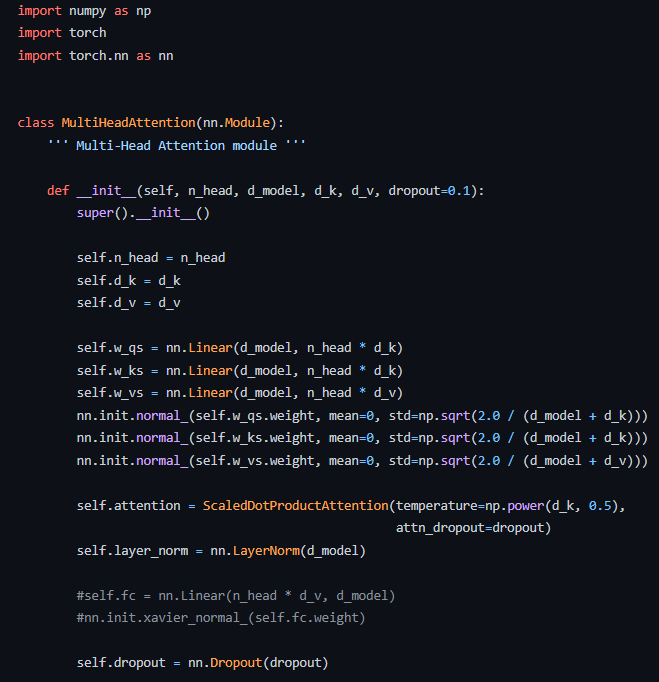 import numpy as np
import torch
import torch.nn as nn
class MultiHeadAttention(nn.Module):
    ''' Multi-Head Attention module '''
    def __init__(self, n_head, d_model, d_k, d_v, dropout=0.1):
        super().__init__()
        self.n_head = n_head
        self.d_k = d_k
        self.d_v = d_v
        self.w_qs = nn.Linear(d_model, n_head * d_k)
        self.w_ks = nn.Linear(d_model, n_head * d_k)
        self.w_vs = nn.Linear(d_model, n_head * d_v)
        nn.init.normal_(self.w_qs.weight, mean=0, std=np.sqrt(2.0 / (d_model + d_k)))
        nn.init.normal_(self.w_ks.weight, mean=0, std=np.sqrt(2.0 / (d_model + d_k)))
        nn.init.normal_(self.w_vs.weight, mean=0, std=np.sqrt(2.0 / (d_model + d_v)))
        self.attention = ScaledDotProductAttention(temperature=np.power(d_k, 0.5),
                                                   attn_dropout=dropout)
        self.layer_norm = nn.LayerNorm(d_model)
        #self.fc = nn.Linear(n_head * d_v, d_model)
        #nn.init.xavier_normal_(self.fc.weight)
        self.dropout = nn.Dropout(dropout)